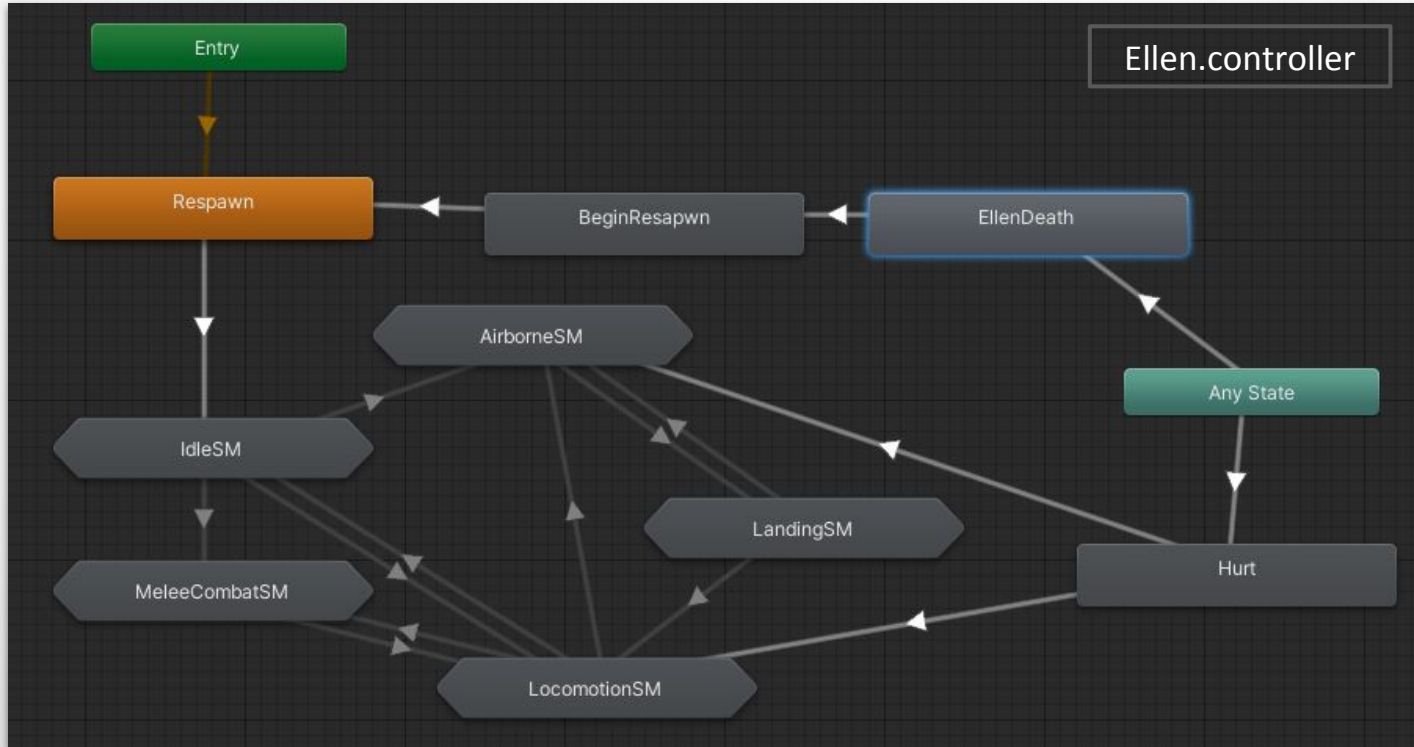 Entry
Ellen.controller
Respawn
BeginResapwn
EllenDeath
AirborneSM
Any State
IdleSM
LandingSM
Hurt
MeleeCombatSM
LocomotionSM